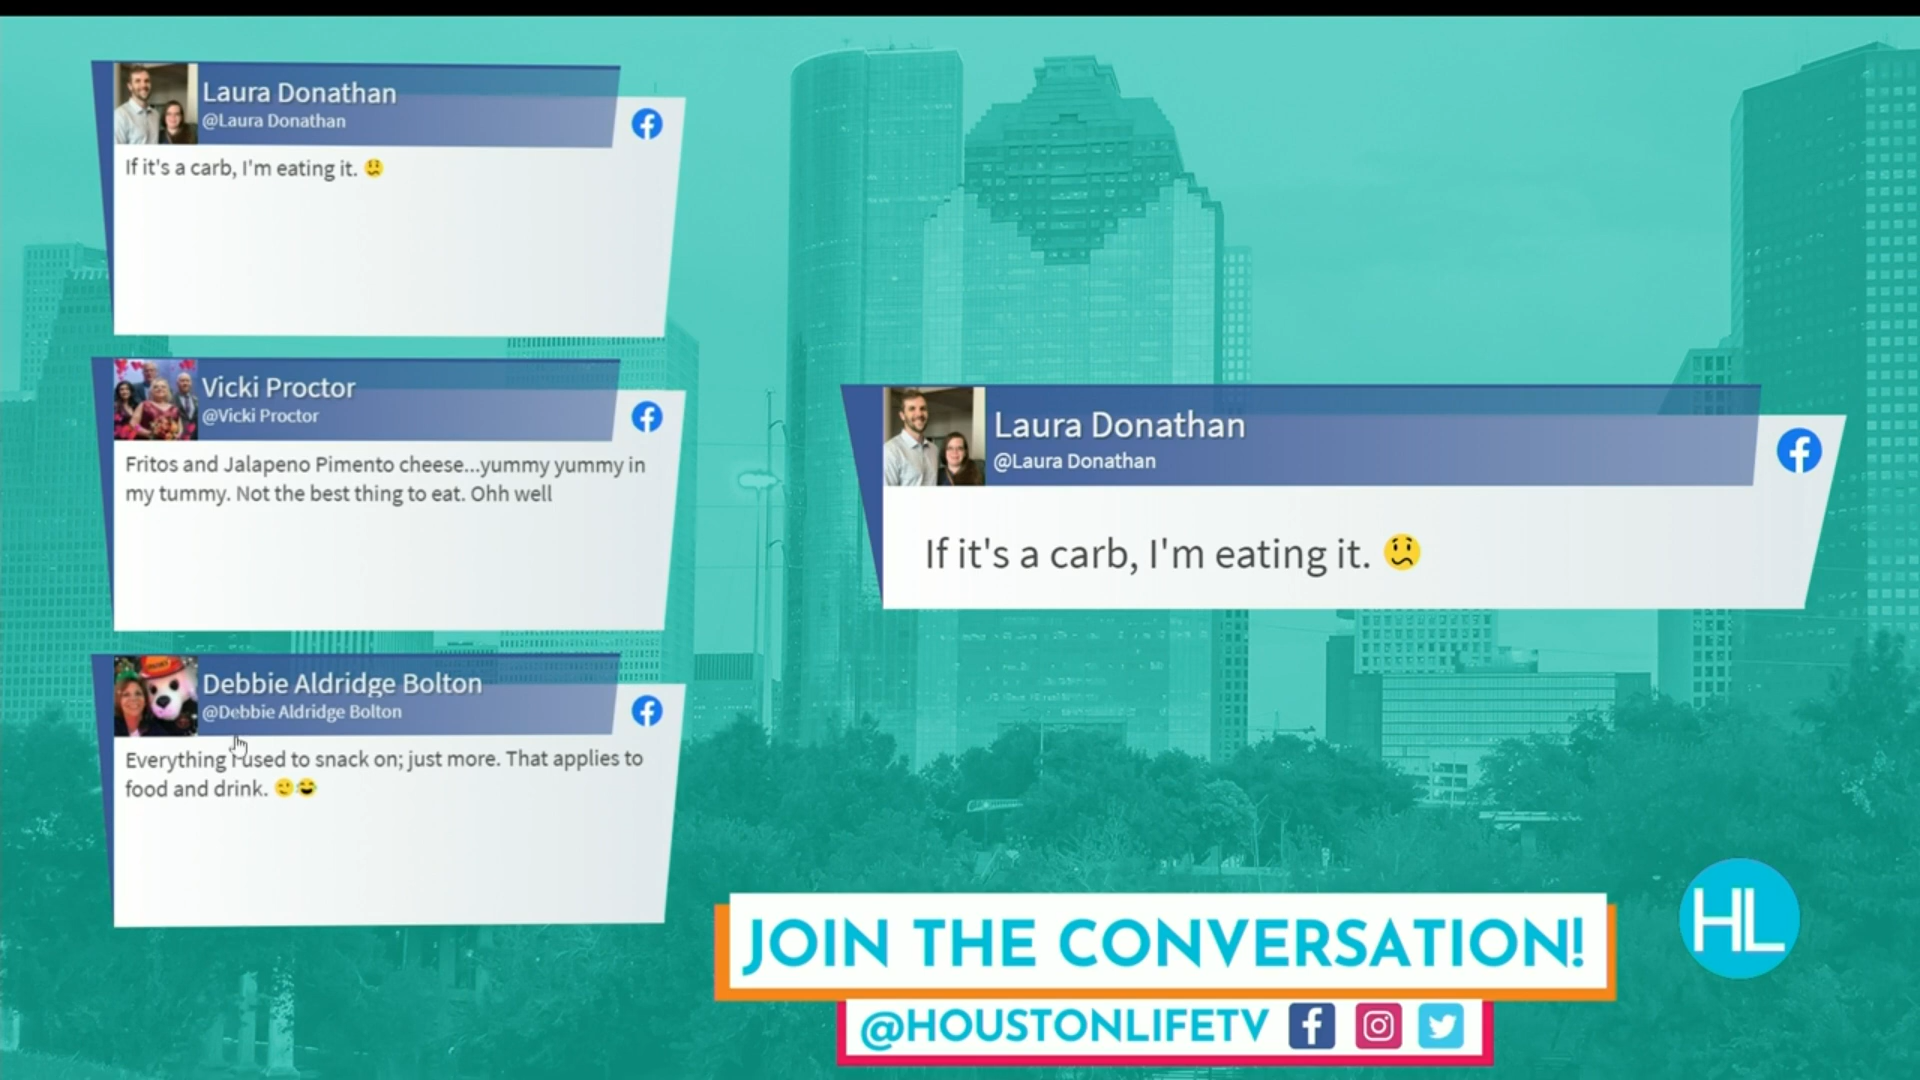 Laura Donathan
@Laura Donathan
If it's a carb, I'm eating it. 😟
Vicki Proctor
@Vicki Proctor
Fritos and Jalapeno Pimento cheese...yummy yummy in
my tummy. Not the best thing to eat. Ohh well
Debbie Aldridge Bolton
@Debbie Aldridge Bolton
Everything I used to snack on; just more. That applies to
food and drink. 😉😂
Laura Donathan
@Laura Donathan
If it's a carb, I'm eating it. 😟
JOIN THE CONVERSATION!
@HOUSTONLIFETV
HL